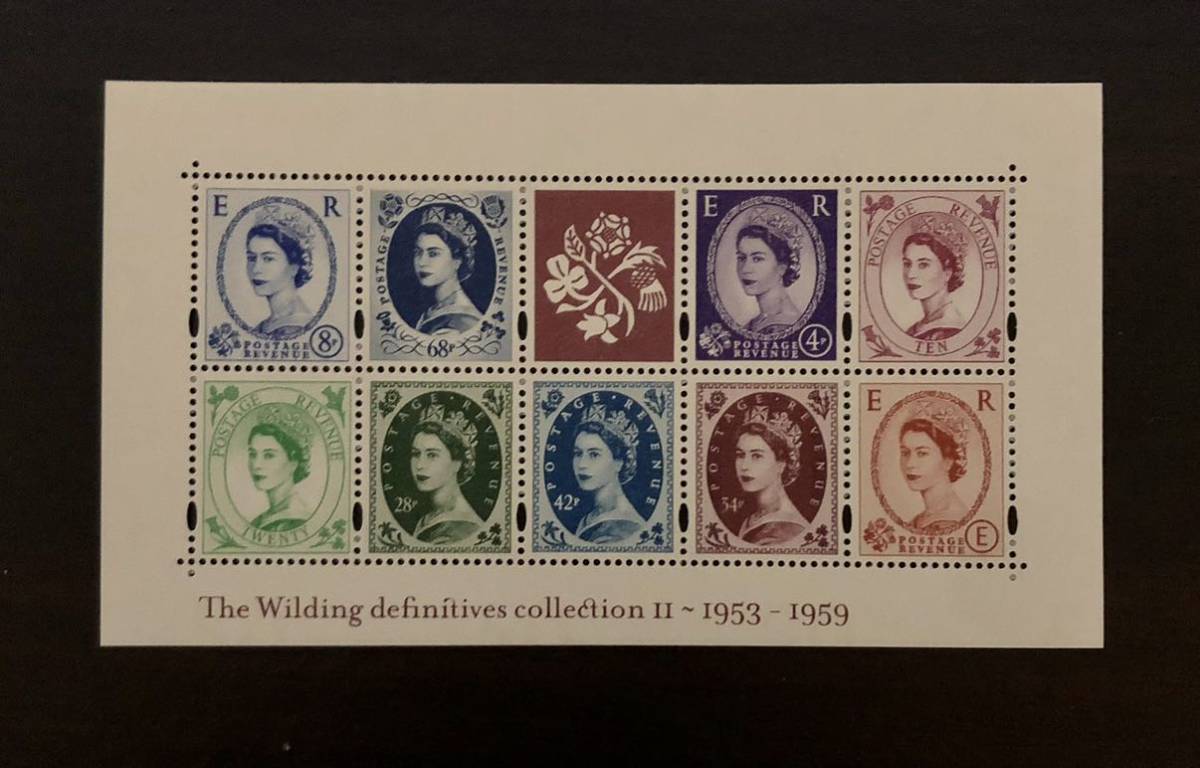 E R
8P
POSTAGE
REVENUE
POSTAGE REVENUE
68P
E R
4P
POSTAGE
REVENUE
POSTAGE REVENUE
TEN
POSTAGE REVENUE
TWENTY
POSTAGE · REVENUE
28P
POSTAGE · REVENUE
42P
POSTAGE · REVENUE
34P
E R
POSTAGE
REVENUE
E
The Wilding definitives collection II ~ 1953 - 1959